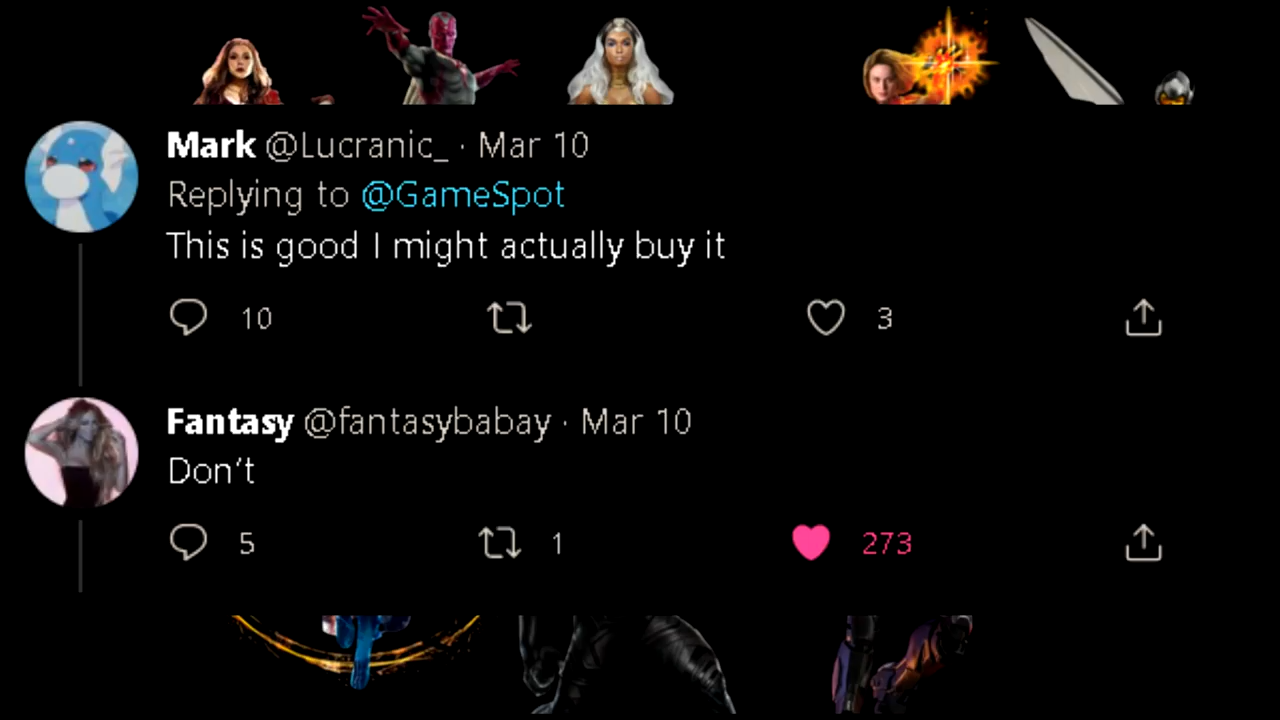 Mark @Lucranic_ · Mar 10
Replying to @GameSpot
This is good I might actually buy it
10 3
Fantasy @fantasybabay · Mar 10
Don't
5 1 273